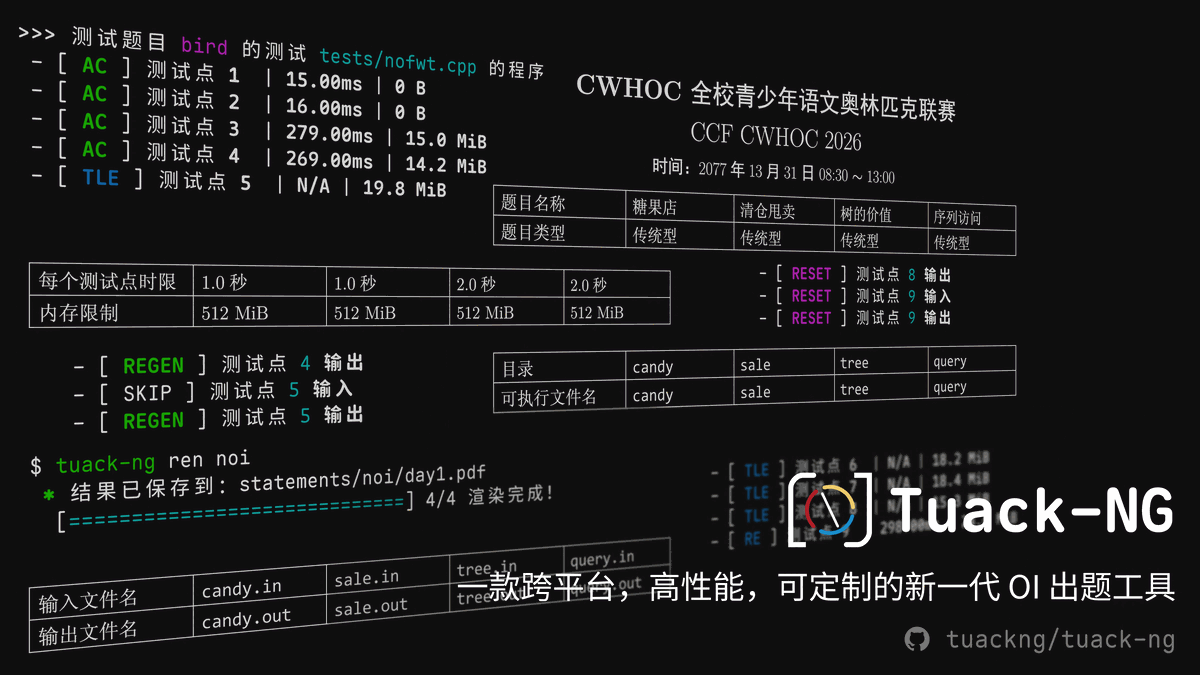 >>> 测试题目 bird 的测试 tests/nofwt.cpp 的程序
- [ AC ] 测试点 1 | 15.00ms | 0 B
- [ AC ] 测试点 2 | 16.00ms | 0 B
- [ AC ] 测试点 3 | 279.00ms | 15.0 MiB
- [ AC ] 测试点 4 | 269.00ms | 14.2 MiB
- [ TLE ] 测试点 5 | N/A | 19.8 MiB
CWHOC 全校青少年语文奥林匹克联赛
CCF CWHOC 2026
时间：2077 年 13 月 31 日 08:30 ~ 13:00
题目名称 糖果店 清仓甩卖 树的价值 序列访问
题目类型 传统型 传统型 传统型 传统型
每个测试点时限 1.0 秒 1.0 秒 2.0 秒 2.0 秒
内存限制 512 MiB 512 MiB 512 MiB 512 MiB
- [ RESET ] 测试点 8 输出
- [ RESET ] 测试点 9 输入
- [ RESET ] 测试点 9 输出
- [ REGEN ] 测试点 4 输出
- [ SKIP ] 测试点 5 输入
- [ REGEN ] 测试点 5 输出
目录 candy sale tree query
可执行文件名 candy sale tree query
$ tuack-ng ren noi
* 结果已保存到：statements/noi/day1.pdf
[==========================] 4/4 渲染完成！
- [ TLE ] 测试点 6 | N/A | 18.2 MiB
- [ TLE ] 测试点 7 | N/A | 18.4 MiB
- [ TLE ] 测试点
- [ RE ] 测试点 9
输入文件名 candy.in sale.in tree.in query.in
输出文件名 candy.out sale.out
Tuack-NG
一款跨平台，高性能，可定制的新一代 OI 出题工具
tuackng/tuack-ng